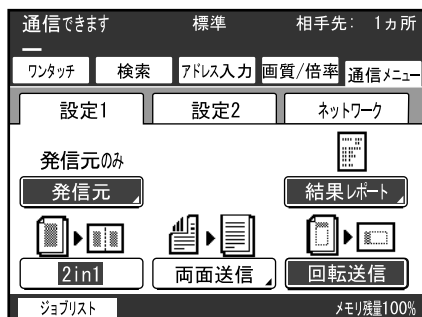 通信できます 標準 相手先: 1ヵ所
ワンタッチ 検索 アドレス入力 画質/倍率 通信メニュー
設定1 設定2 ネットワーク
発信元のみ
発信元 結果レポート
2in1 両面送信 回転送信
ジョブリスト メモリ残量100%